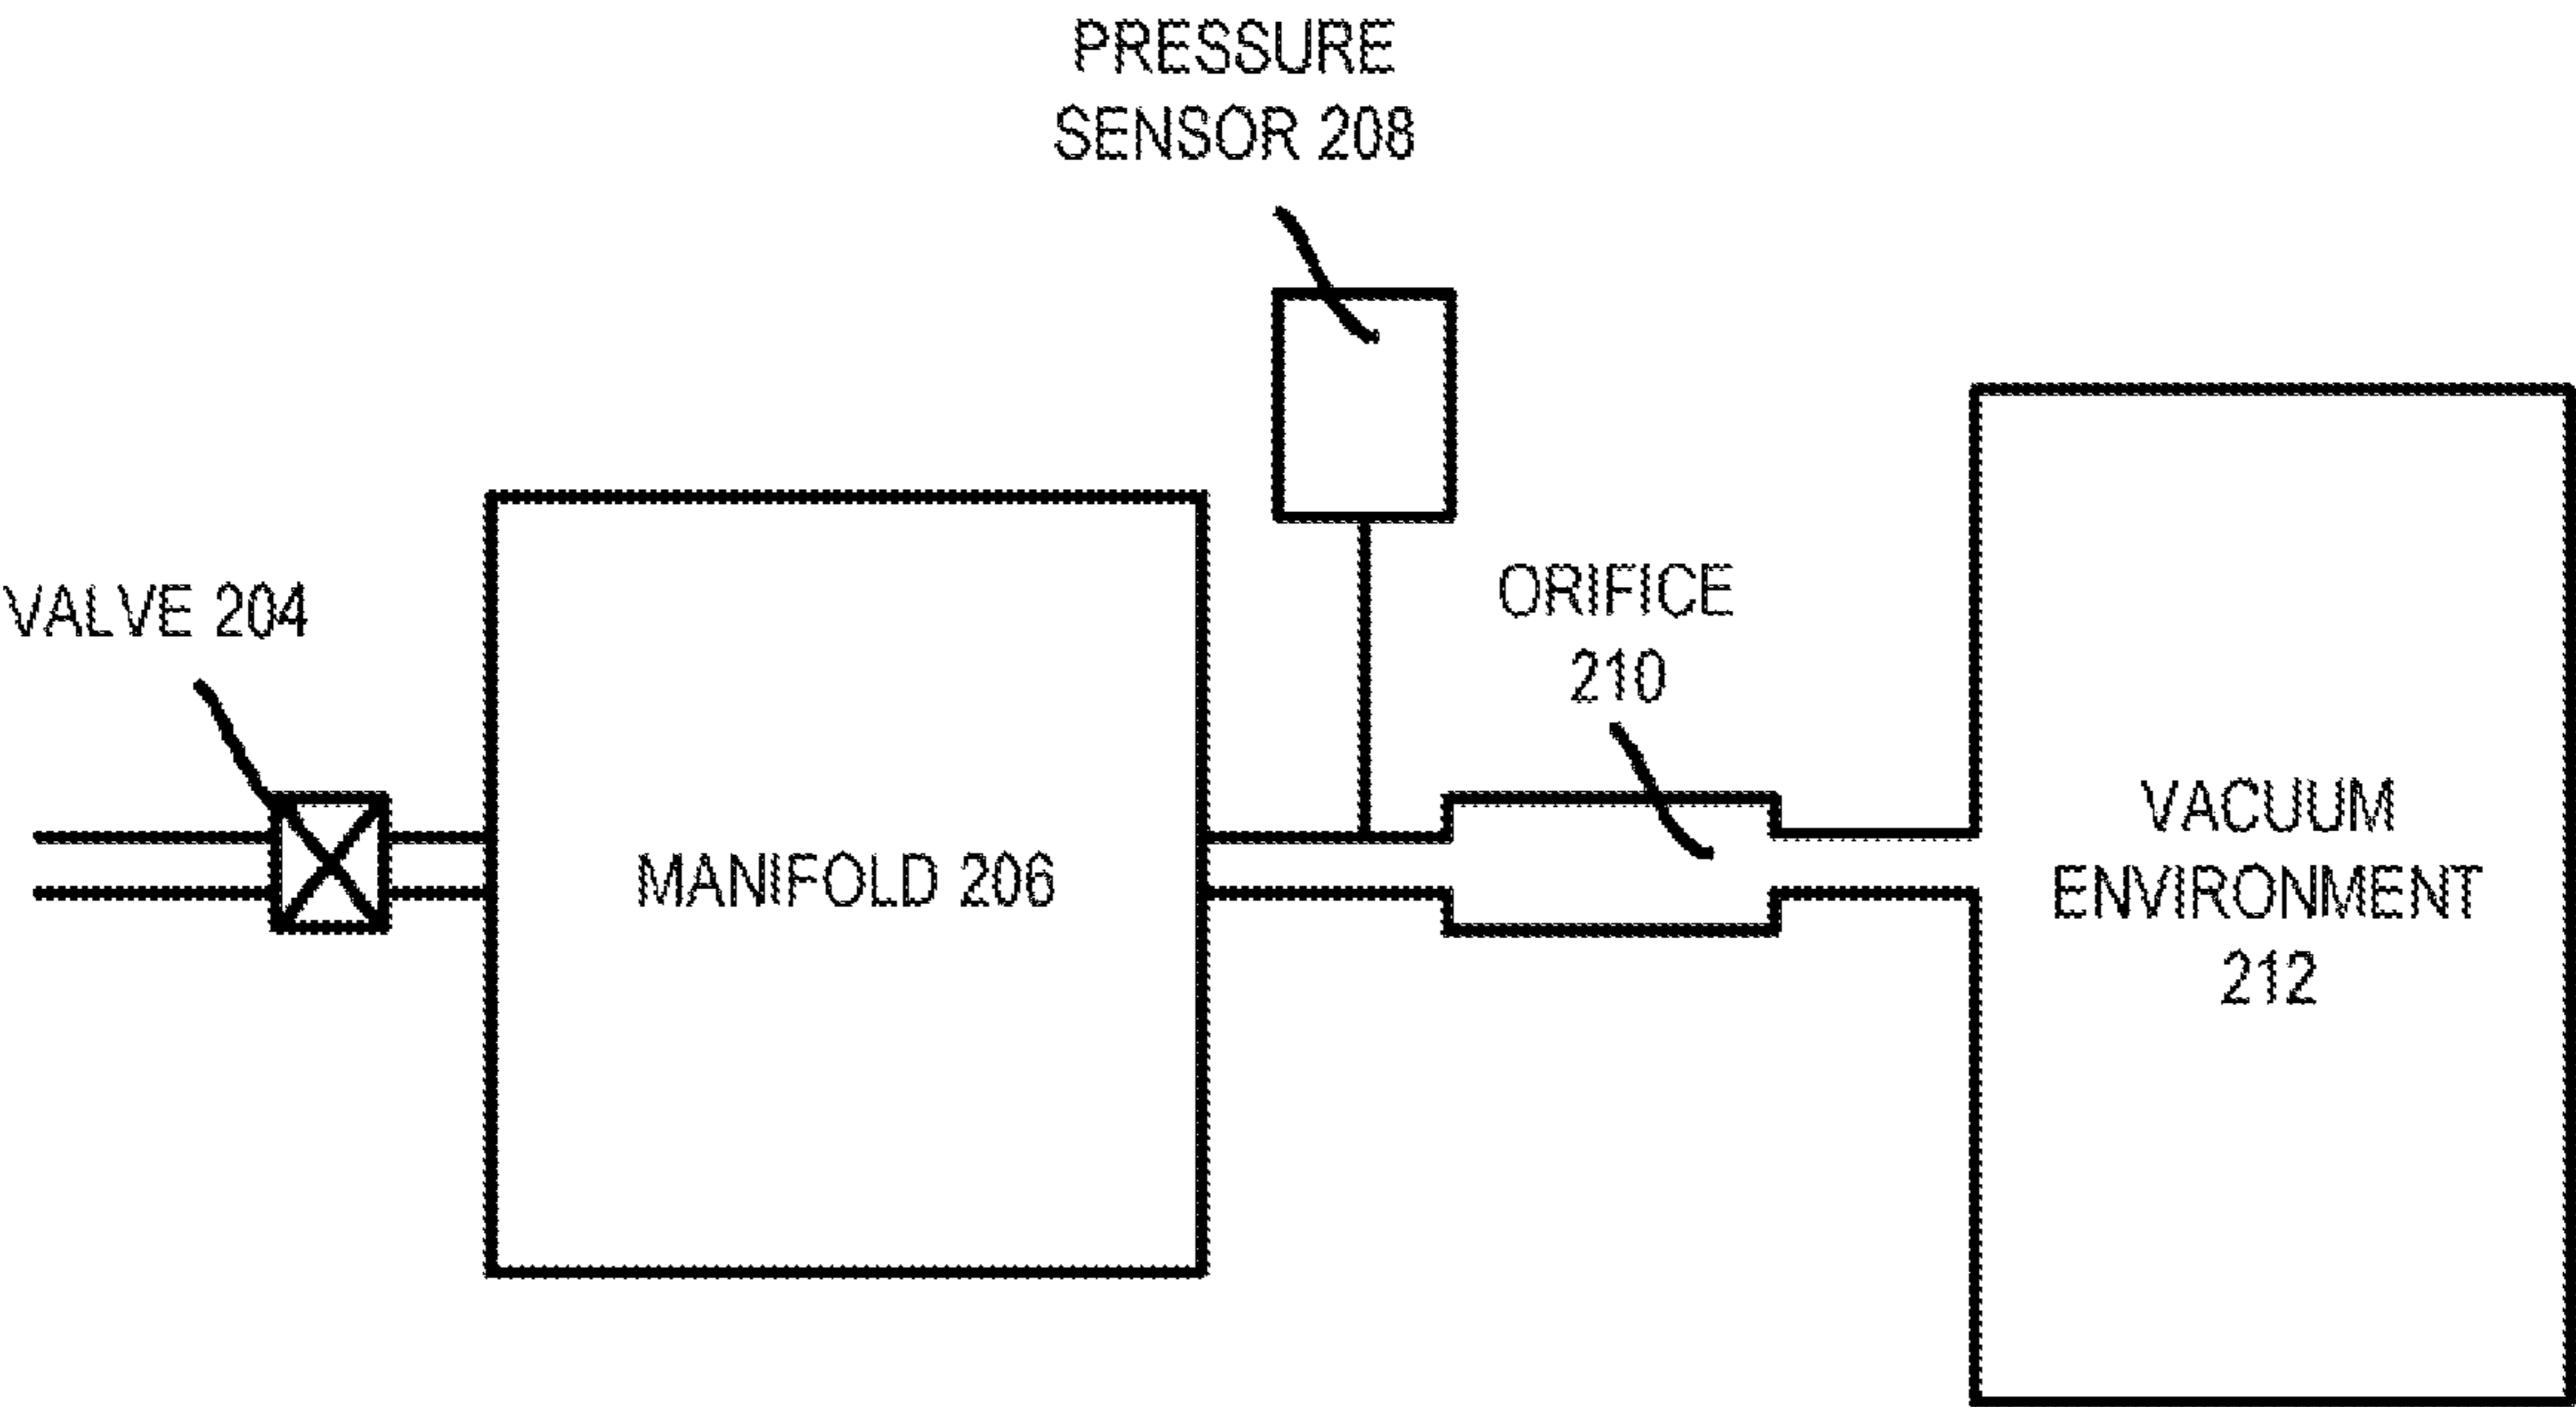 PRESSURE
SENSOR 208
VALVE 204
ORIFICE
210
MANIFOLD 206
VACUUM
ENVIRONMENT
212